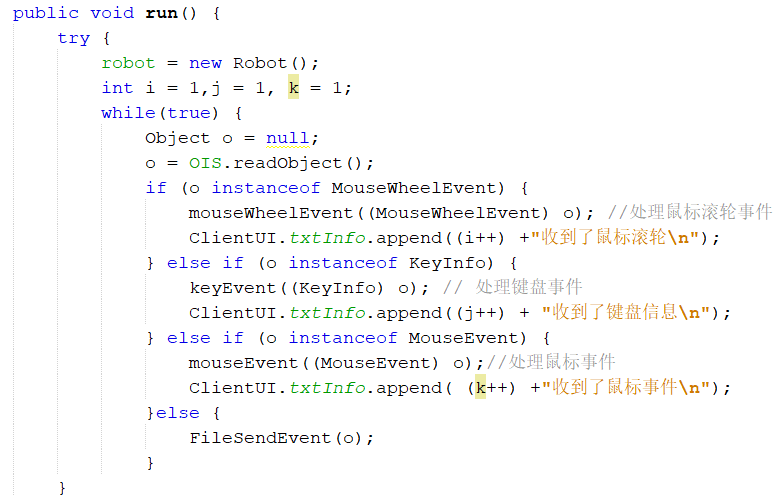 public void run() {
try {
robot = new Robot();
int i = 1,j = 1, k = 1;
while(true) {
Object o = null;
o = OIS.readObject();
if (o instanceof MouseWheelEvent) {
mouseWheelEvent((MouseWheelEvent) o); //处理鼠标滚轮事件
ClientUI.txtInfo.append((i++) +"收到了鼠标滚轮\n");
} else if (o instanceof KeyInfo) {
keyEvent((KeyInfo) o); // 处理键盘事件
ClientUI.txtInfo.append((j++) + "收到了键盘信息\n");
} else if (o instanceof MouseEvent) {
mouseEvent((MouseEvent) o);//处理鼠标事件
ClientUI.txtInfo.append( (k++) +"收到了鼠标事件\n");
}else {
FileSendEvent(o);
}
}